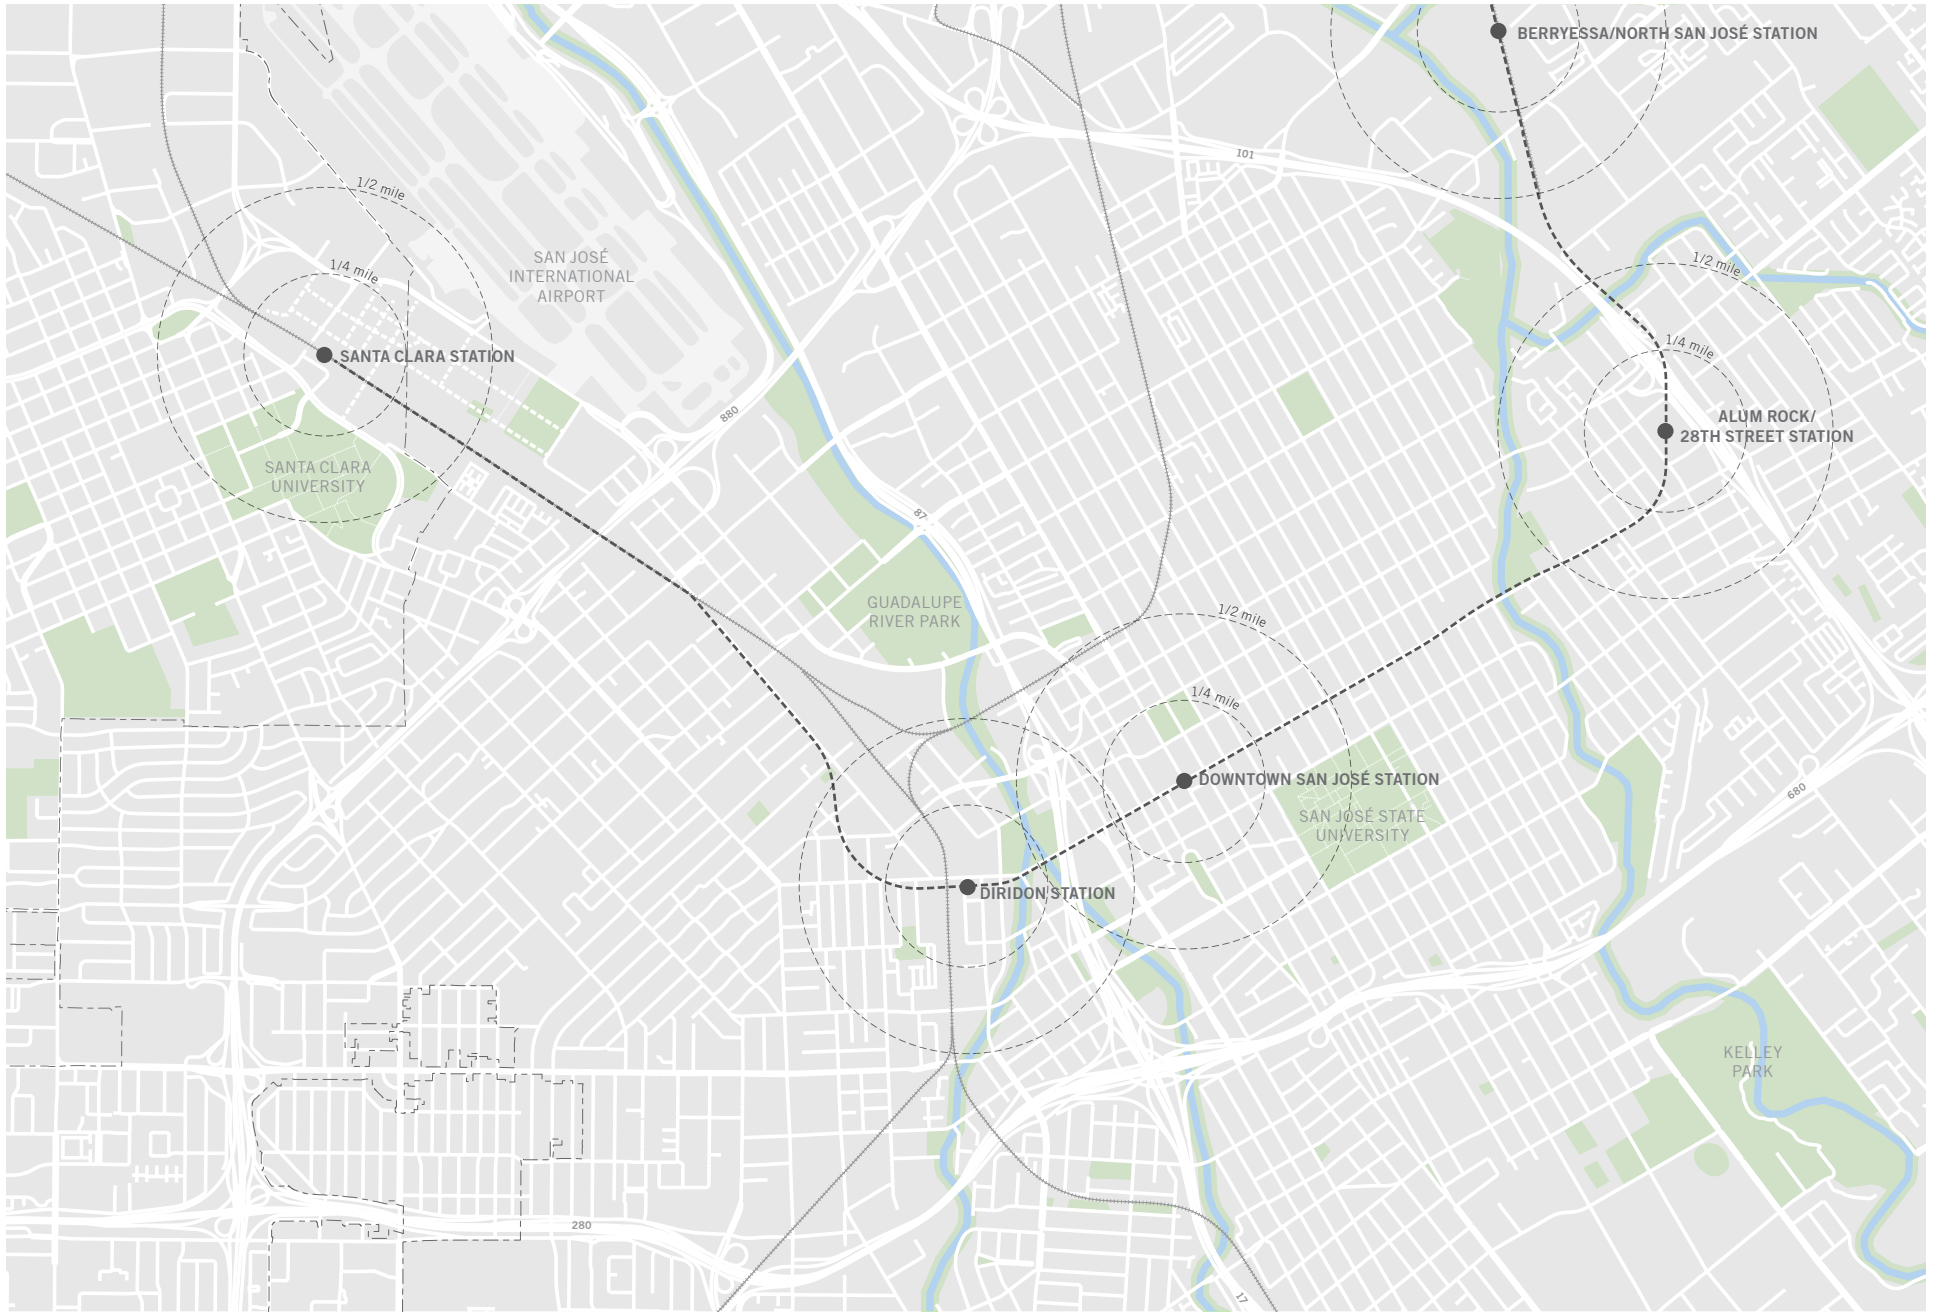 BERRYESSA/NORTH SAN JOSÉ STATION
101
1/2 mile
SAN JOSÉ
INTERNATIONAL
AIRPORT
1/4 mile
1/2 mile
1/4 mile
SANTA CLARA STATION
880
ALUM ROCK/
28TH STREET STATION
SANTA CLARA
UNIVERSITY
87
GUADALUPE
RIVER PARK
1/2 mile
1/4 mile
DOWNTOWN SAN JOSÉ STATION
680
SAN JOSÉ STATE
UNIVERSITY
DIRIDON STATION
KELLEY
PARK
280
17